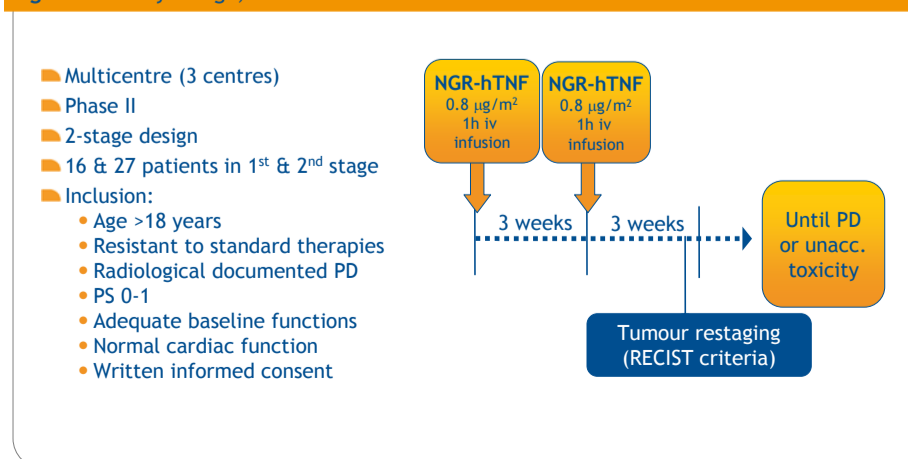 Multicentre (3 centres)
Phase II
2-stage design
16 & 27 patients in 1st & 2nd stage
Inclusion:
Age >18 years
Resistant to standard therapies
Radiological documented PD
PS 0-1
Adequate baseline functions
Normal cardiac function
Written informed consent
NGR-hTNF
0.8 μg/m²
1h iv
infusion
NGR-hTNF
0.8 μg/m²
1h iv
infusion
3 weeks
3 weeks
Until PD
or unacc.
toxicity
Tumour restaging
(RECIST criteria)